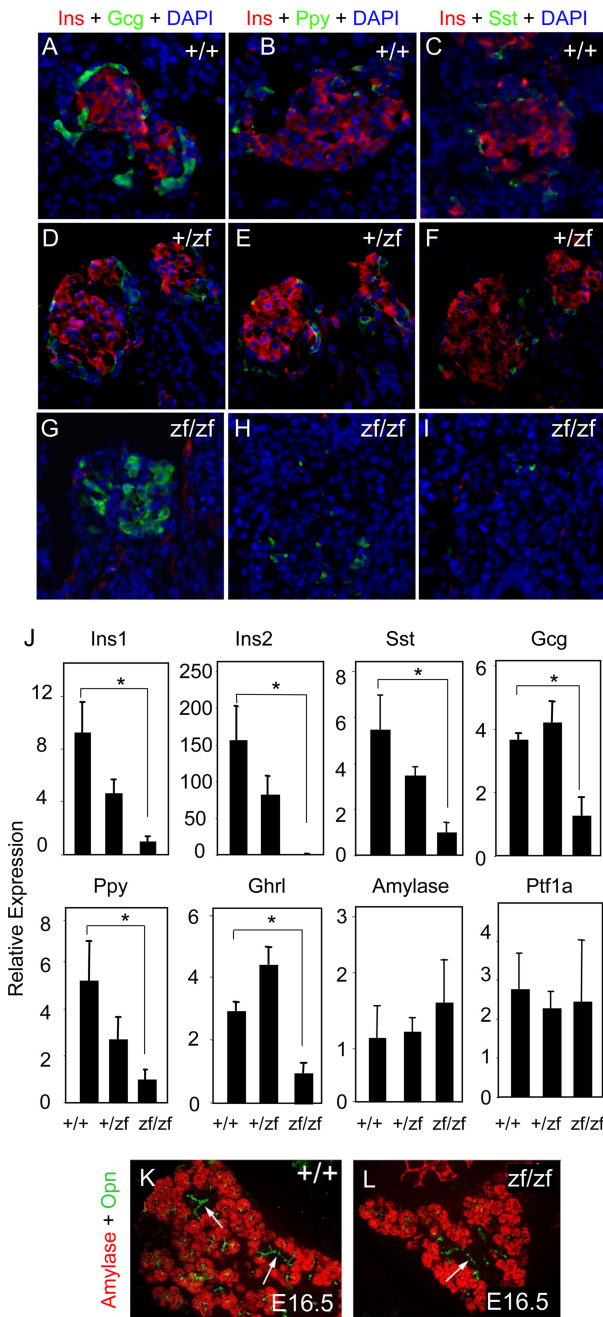 Ins + Gcg + DAPI
Ins + Ppy + DAPI
Ins + Sst + DAPI
A
+/+
B
+/+
C
+/+
D
+/zf
E
+/zf
F
+/zf
G
zf/zf
H
zf/zf
I
zf/zf
J
Relative Expression
Ins1
12
8
4
0
*
Ins2
250
200
150
100
50
0
*
Sst
8
6
4
2
0
*
Gcg
6
4
2
0
*
Ppy
8
6
4
2
0
*
+/+ +/zf zf/zf
Ghrl
6
4
2
0
*
+/+ +/zf zf/zf
Amylase
3
2
1
0
+/+ +/zf zf/zf
Ptf1a
4
3
2
1
0
+/+ +/zf zf/zf
Amylase + Opn
K
+/+
E16.5
L
zf/zf
E16.5